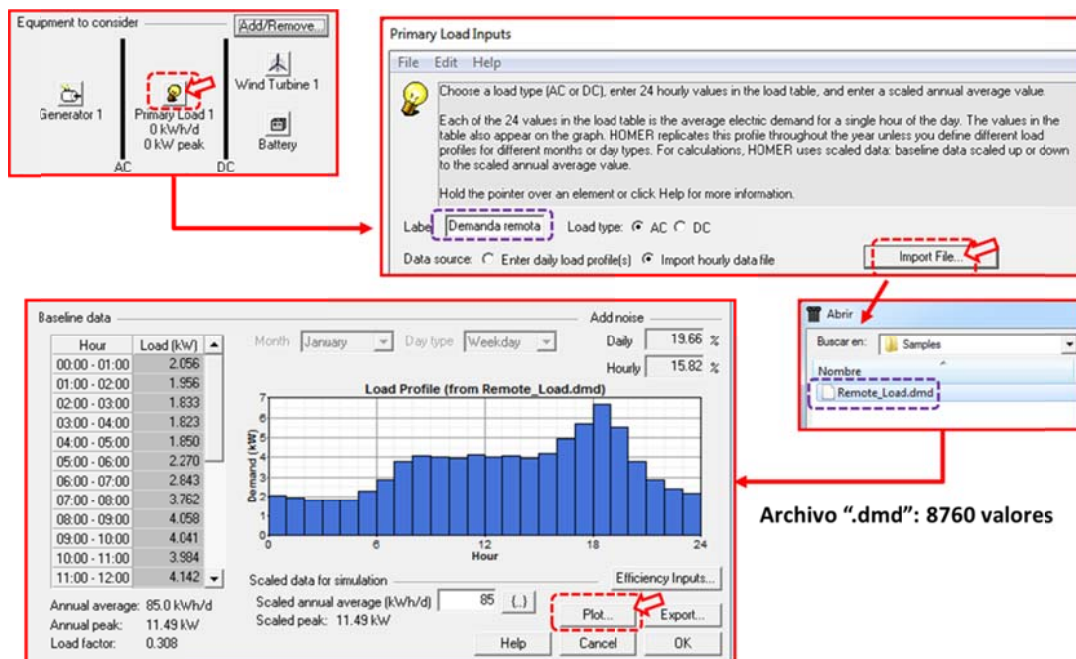 Equipment to consider
Add/Remove...
Generator 1
Primary Load 1
0 kWh/d
0 kW peak
Wind Turbine 1
Battery
AC
DC
Primary Load Inputs
File Edit Help
Choose a load type (AC or DC), enter 24 hourly values in the load table, and enter a scaled annual average value.
Each of the 24 values in the load table is the average electric demand for a single hour of the day. The values in the
table also appear on the graph. HOMER replicates this profile throughout the year unless you define different load
profiles for different months or day types. For calculations, HOMER uses scaled data: baseline data scaled up or down
to the scaled annual average value.
Hold the pointer over an element or click Help for more information.
Labe Demanda remota Load type: AC DC
Data source: Enter daily load profile(s) Import hourly data file Import File...
Abrir
Buscar en: Samples
Nombre
Remote_Load.dmd
Archivo ".dmd": 8760 valores
Baseline data
Hour Load (kW)
00:00 - 01:00 2.056
01:00 - 02:00 1.956
02:00 - 03:00 1.833
03:00 - 04:00 1.823
04:00 - 05:00 1.850
05:00 - 06:00 2.270
06:00 - 07:00 2.843
07:00 - 08:00 3.762
08:00 - 09:00 4.058
09:00 - 10:00 4.041
10:00 - 11:00 3.984
11:00 - 12:00 4.142
Annual average: 85.0 kWh/d
Annual peak: 11.49 kW
Load factor: 0.308
Month January Day type Weekday
Add noise
Daily 19.66 %
Hourly 15.82 %
Load Profile (from Remote_Load.dmd)
Demand (kW)
7
6
5
4
3
2
1
0
0 6 12 18 24
Hour
Scaled data for simulation
Efficiency Inputs...
Scaled annual average (kWh/d) 85 {..}
Scaled peak: 11.49 kW
Plot... Export...
Help Cancel OK